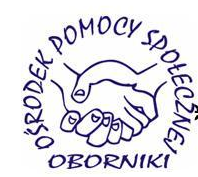 OŚRODEK POMOCY SPOŁECZNEJ
OBORNIKI